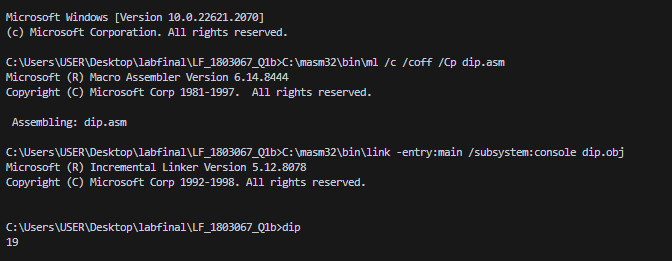 Microsoft Windows [Version 10.0.22621.2070]
(c) Microsoft Corporation. All rights reserved.
C:\Users\USER\Desktop\labfinal\LF_1803067_Q1b>C:\masm32\bin\ml /c /coff /Cp dip.asm
Microsoft (R) Macro Assembler Version 6.14.8444
Copyright (C) Microsoft Corp 1981-1997.  All rights reserved.
 Assembling: dip.asm
C:\Users\USER\Desktop\labfinal\LF_1803067_Q1b>C:\masm32\bin\link -entry:main /subsystem:console dip.obj
Microsoft (R) Incremental Linker Version 5.12.8078
Copyright (C) Microsoft Corp 1992-1998. All rights reserved.
C:\Users\USER\Desktop\labfinal\LF_1803067_Q1b>dip
19